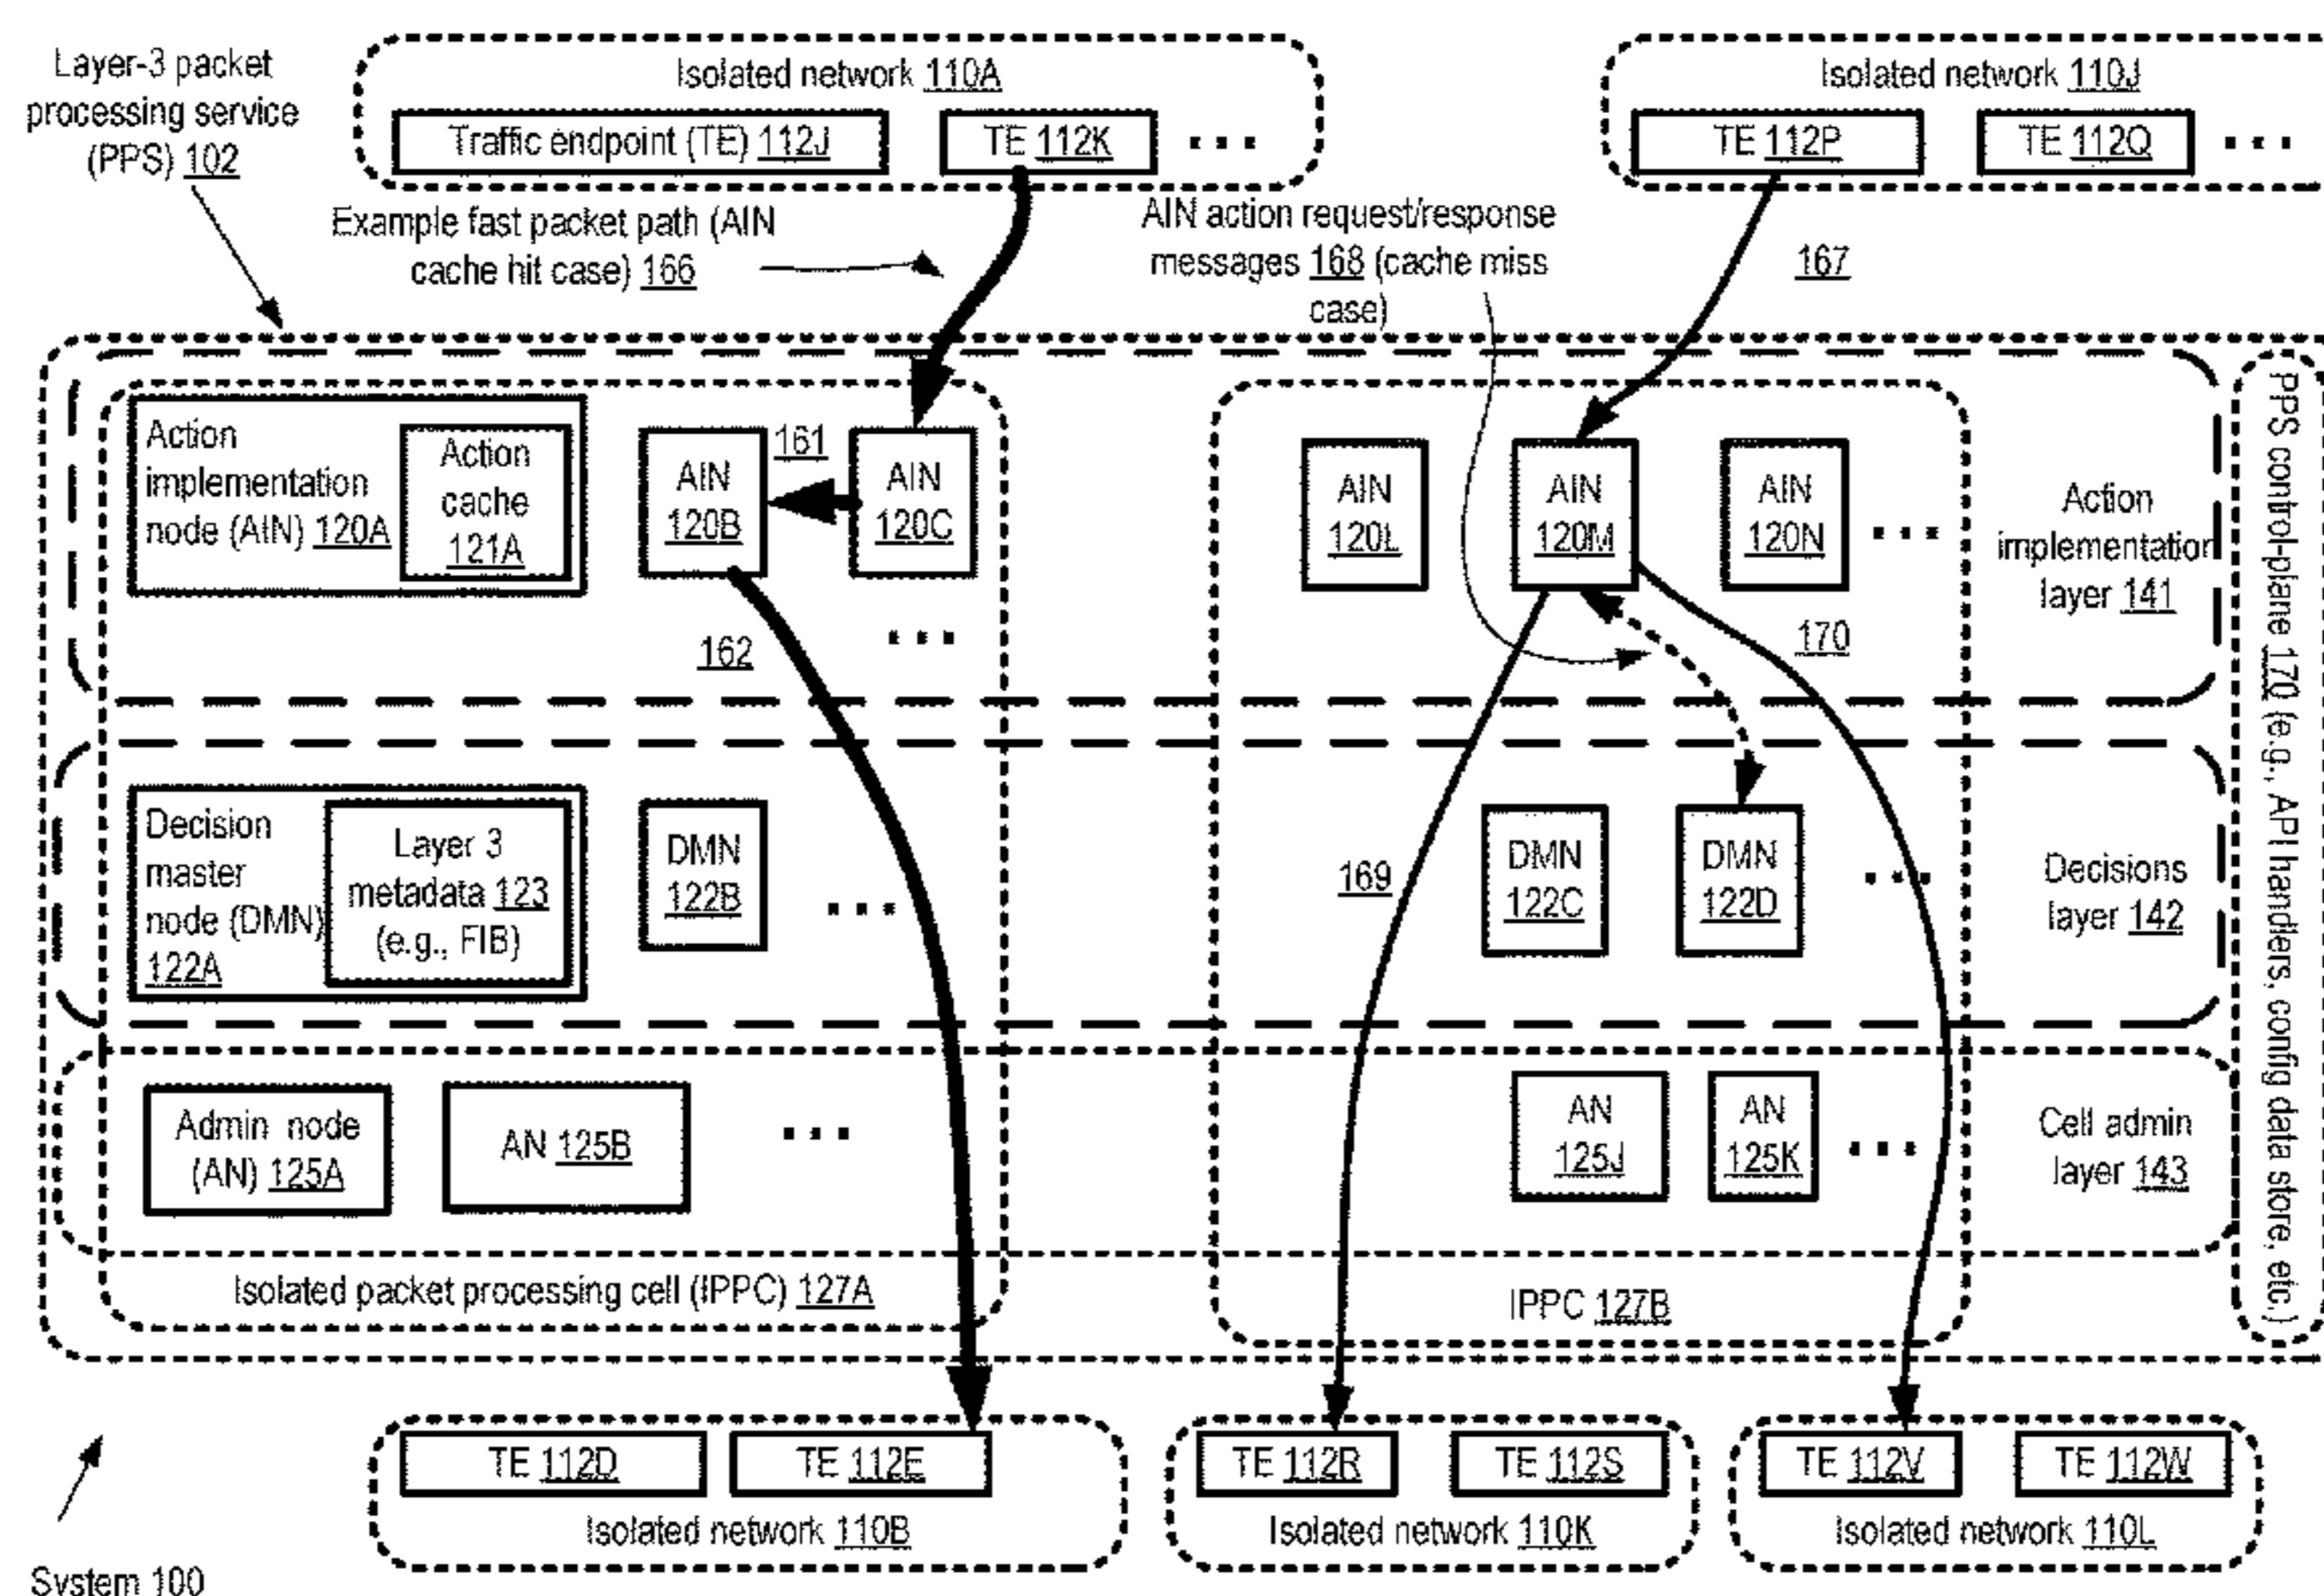 Layer-3 packet
processing service
(PPS) 102
Isolated network 110A
Traffic endpoint (TE) 112J
TE 112K
Isolated network 110J
TE 112P
TE 112Q
Example fast packet path (AIN
cache hit case) 166
AIN action request/response
messages 168 (cache miss
case)
167
Action
implementation
node (AIN) 120A
Action
cache
121A
AIN
120B
161
AIN
120C
162
AIN
120L
AIN
120M
AIN
120N
170
Action
implementation
layer 141
PPS control-plane 170 (e.g., API handlers, config data store, etc.)
Decision
master
node (DMN)
122A
Layer 3
metadata 123
(e.g., FIB)
DMN
122B
169
DMN
122C
DMN
122D
Decisions
layer 142
Admin node
(AN) 125A
AN 125B
AN
125J
AN
125K
Cell admin
layer 143
Isolated packet processing cell (IPPC) 127A
IPPC 127B
TE 112D
TE 112E
Isolated network 110B
TE 112R
TE 112S
Isolated network 110K
TE 112V
TE 112W
Isolated network 110L
System 100